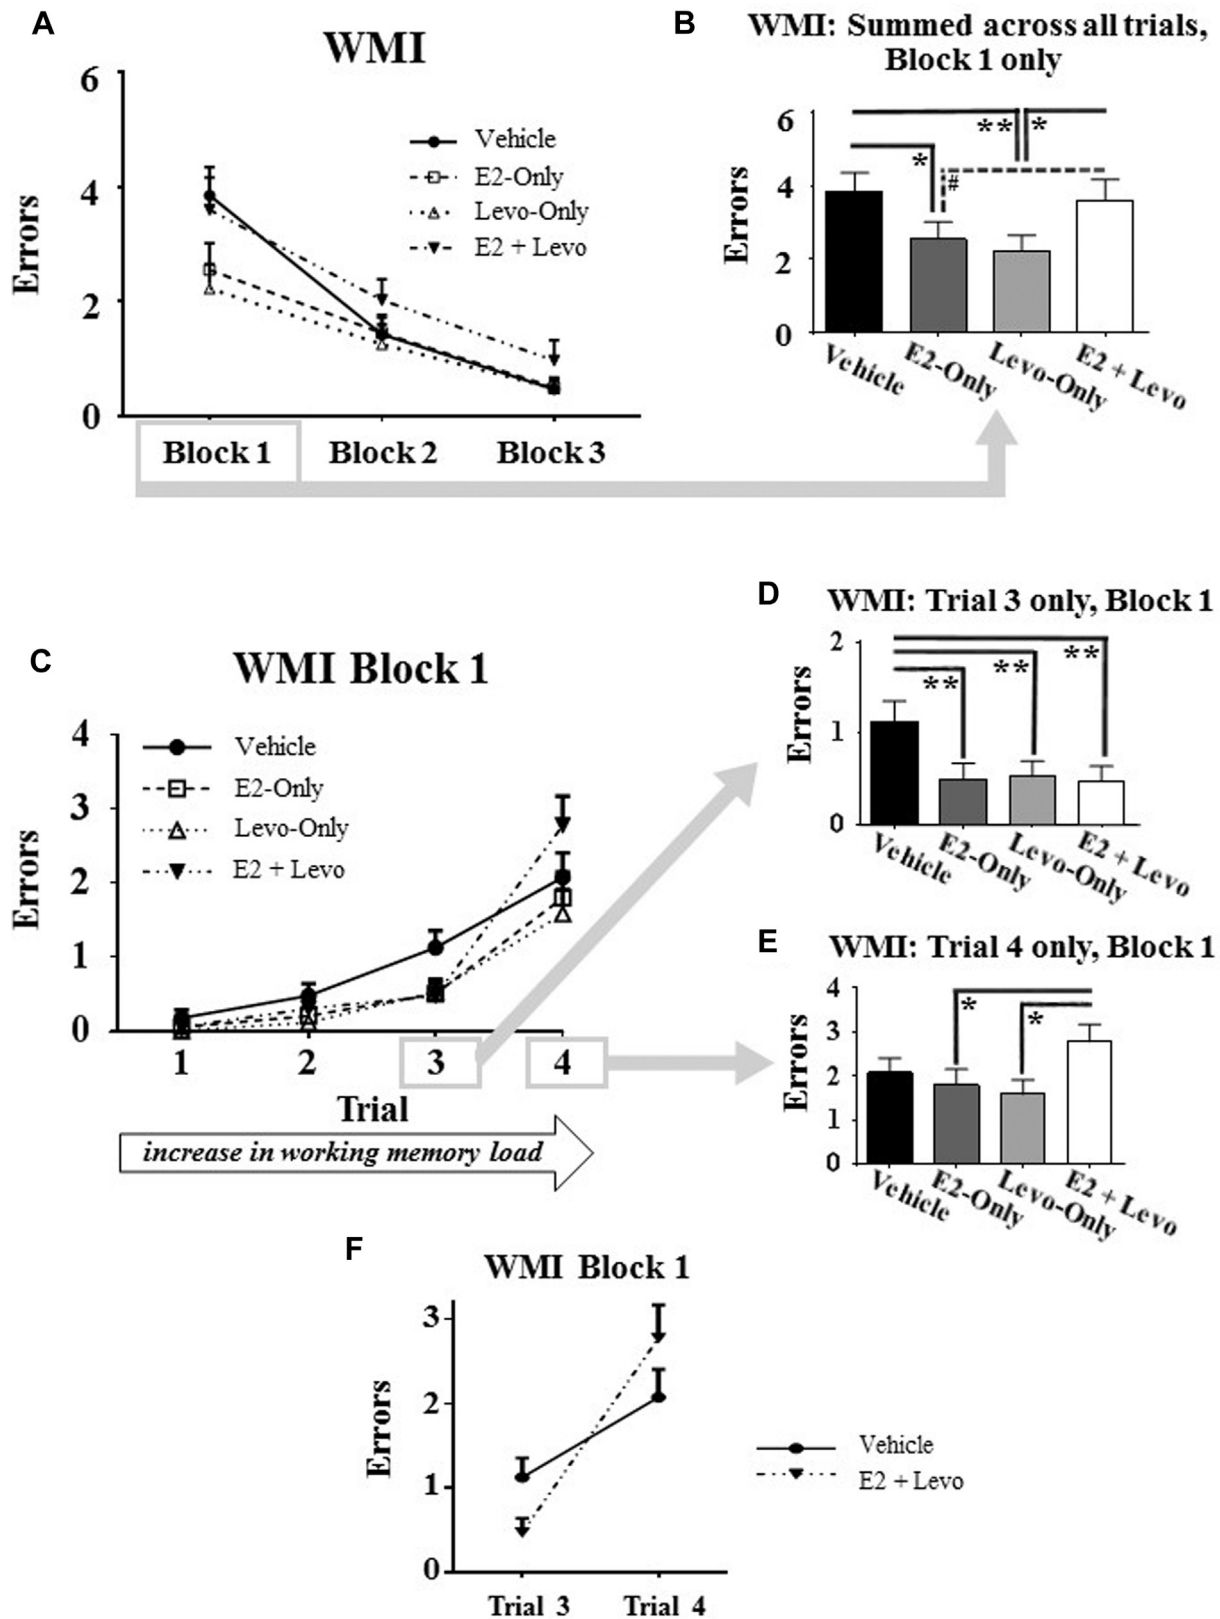 A
WMI
6
4
2
0
Errors
Vehicle
E2-Only
Levo-Only
E2 + Levo
Block 1
Block 2
Block 3
B
WMI: Summed across all trials,
Block 1 only
6
4
2
0
Errors
**
*
*
#
Vehicle
E2-Only
Levo-Only
E2 + Levo
C
WMI Block 1
4
3
2
1
0
Errors
Vehicle
E2-Only
Levo-Only
E2 + Levo
1
2
3
4
Trial
increase in working memory load
D
WMI: Trial 3 only, Block 1
2
1
0
Errors
**
**
**
Vehicle
E2-Only
Levo-Only
E2 + Levo
E
WMI: Trial 4 only, Block 1
4
3
2
1
0
Errors
*
*
Vehicle
E2-Only
Levo-Only
E2 + Levo
F
WMI Block 1
3
2
1
0
Errors
Vehicle
E2 + Levo
Trial 3
Trial 4